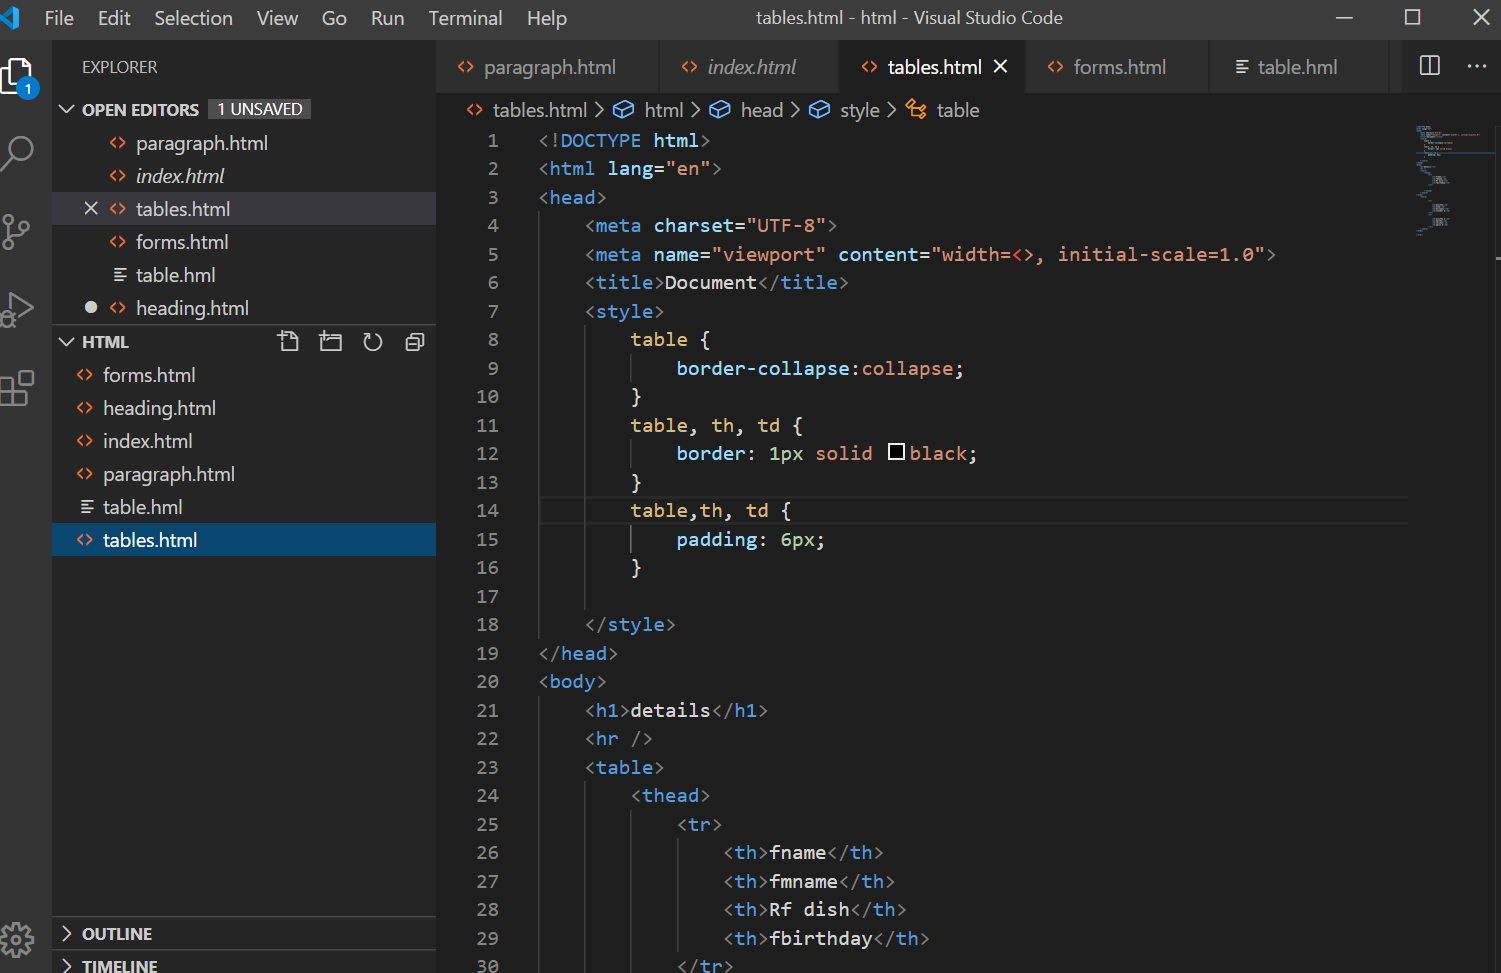 File Edit Selection View Go Run Terminal Help tables.html - html - Visual Studio Code
1
EXPLORER
OPEN EDITORS 1 UNSAVED
paragraph.html
index.html
tables.html
forms.html
table.hml
heading.html
HTML
forms.html
heading.html
index.html
paragraph.html
table.hml
tables.html
OUTLINE
TIMELINE
paragraph.html index.html tables.html forms.html table.hml
tables.html > html > head > style > table
1 <!DOCTYPE html>
2 <html lang="en">
3 <head>
4 <meta charset="UTF-8">
5 <meta name="viewport" content="width=<>, initial-scale=1.0">
6 <title>Document</title>
7 <style>
8 table {
9 border-collapse:collapse;
10 }
11 table, th, td {
12 border: 1px solid black;
13 }
14 table,th, td {
15 padding: 6px;
16 }
17
18 </style>
19 </head>
20 <body>
21 <h1>details</h1>
22 <hr />
23 <table>
24 <thead>
25 <tr>
26 <th>fname</th>
27 <th>fmname</th>
28 <th>Rf dish</th>
29 <th>fbirthday</th>
30 </tr>